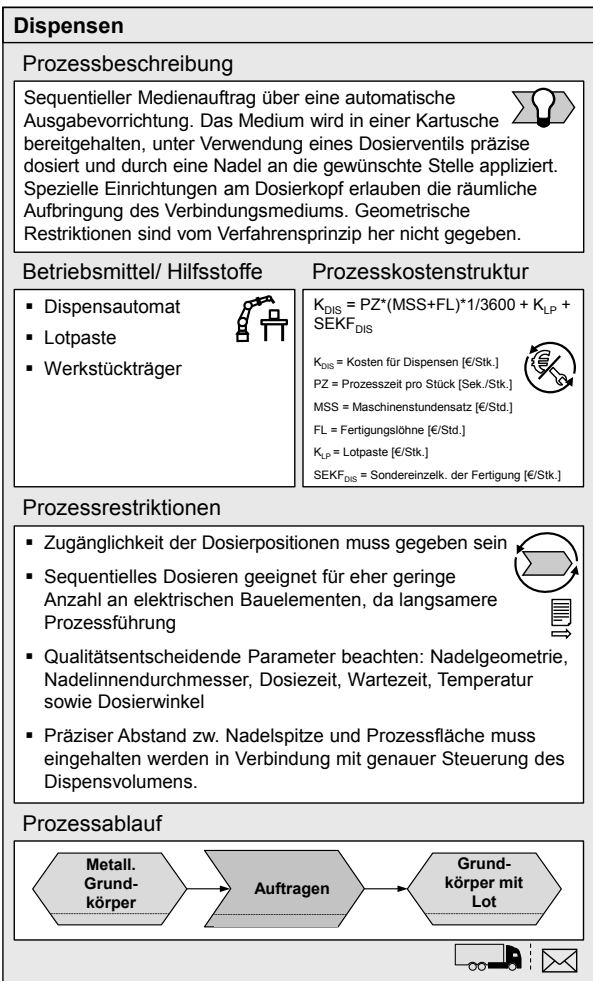 Dispensen
Prozessbeschreibung
Sequentieller Medienauftrag über eine automatische
Ausgabevorrichtung. Das Medium wird in einer Kartusche
bereitgehalten, unter Verwendung eines Dosierventils präzise
dosiert und durch eine Nadel an die gewünschte Stelle appliziert.
Spezielle Einrichtungen am Dosierkopf erlauben die räumliche
Aufbringung des Verbindungsmediums. Geometrische
Restriktionen sind vom Verfahrensprinzip her nicht gegeben.
Betriebsmittel/ Hilfsstoffe
▪ Dispensautomat
▪ Lotpaste
▪ Werkstückträger
Prozesskostenstruktur
K_DIS = PZ*(MSS+FL)*1/3600 + K_LP +
SEKF_DIS
K_DIS = Kosten für Dispensen [€/Stk.]
PZ = Prozesszeit pro Stück [Sek./Stk.]
MSS = Maschinenstundensatz [€/Std.]
FL = Fertigungslöhne [€/Std.]
K_LP = Lotpaste [€/Stk.]
SEKF_DIS = Sondereinzelk. der Fertigung [€/Stk.]
Prozessrestriktionen
▪ Zugänglichkeit der Dosierpositionen muss gegeben sein
▪ Sequentielles Dosieren geeignet für eher geringe
Anzahl an elektrischen Bauelementen, da langsamere
Prozessführung
▪ Qualitätsentscheidende Parameter beachten: Nadelgeometrie,
Nadelinnendurchmesser, Dosiezeit, Wartezeit, Temperatur
sowie Dosierwinkel
▪ Präziser Abstand zw. Nadelspitze und Prozessfläche muss
eingehalten werden in Verbindung mit genauer Steuerung des
Dispensvolumens.
Prozessablauf
Metall.
Grund-
körper
Auftragen
Grund-
körper mit
Lot